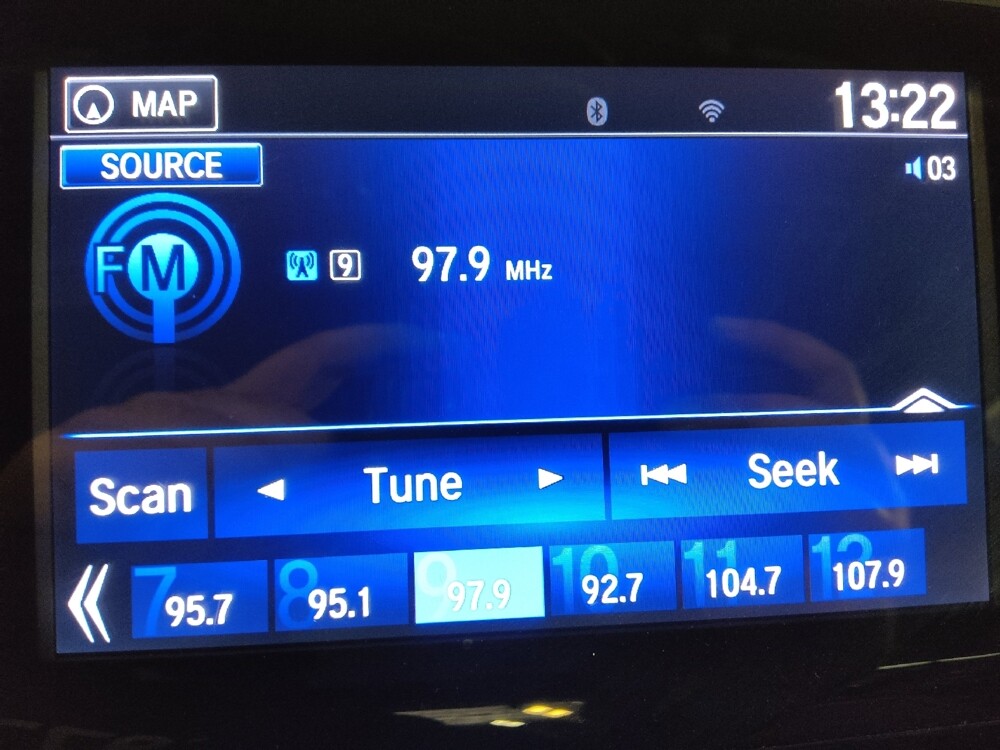 MAP 13:22
SOURCE 03
FM 9 97.9 MHz
Scan Tune Seek
7 95.7 8 95.1 9 97.9 10 92.7 11 104.7 12 107.9